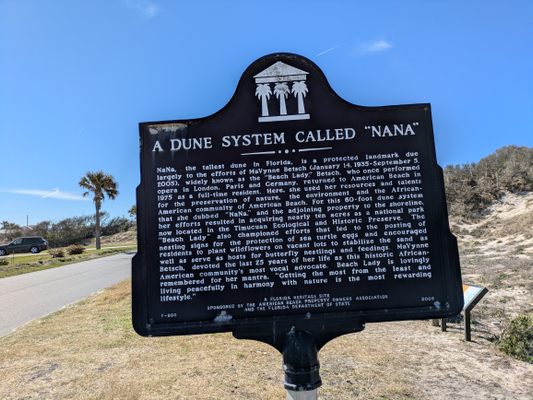 A DUNE SYSTEM CALLED "NANA"
NaNa, the tallest dune in Florida, is a protected landmark due
largely to the efforts of MaVynne Betsch (January 14, 1935-September 5,
2005), widely known as the "Beach Lady." Betsch, who once performed
opera in London, Paris and Germany, returned to American Beach in
1975 as a full-time resident. Here, she used her resources and talents
for the preservation of nature, the environment and the African-
American community of American Beach. For this 60-foot dune system
that she dubbed "NaNa," and the adjoining property to the shoreline,
her efforts resulted in acquiring nearly ten acres as a national park
now located in the Timucuan Ecological and Historic Preserve. The
"Beach Lady" also championed efforts that led to the posting of
nesting signs for the protection of sea turtle eggs and encouraged
residents to plant wildflowers on vacant lots to stabilize the sand as
well as serve as hosts for butterfly nestings and feedings. MaVynne
Betsch, devoted the last 25 years of her life as this historic African-
American community's most vocal advocate. Beach Lady is lovingly
remembered for her mantra, "Getting the most from the least and
living peacefully in harmony with nature is the most rewarding
lifestyle."
A FLORIDA HERITAGE SITE
SPONSORED BY THE AMERICAN BEACH PROPERTY OWNERS ASSOCIATION
AND THE FLORIDA DEPARTMENT OF STATE